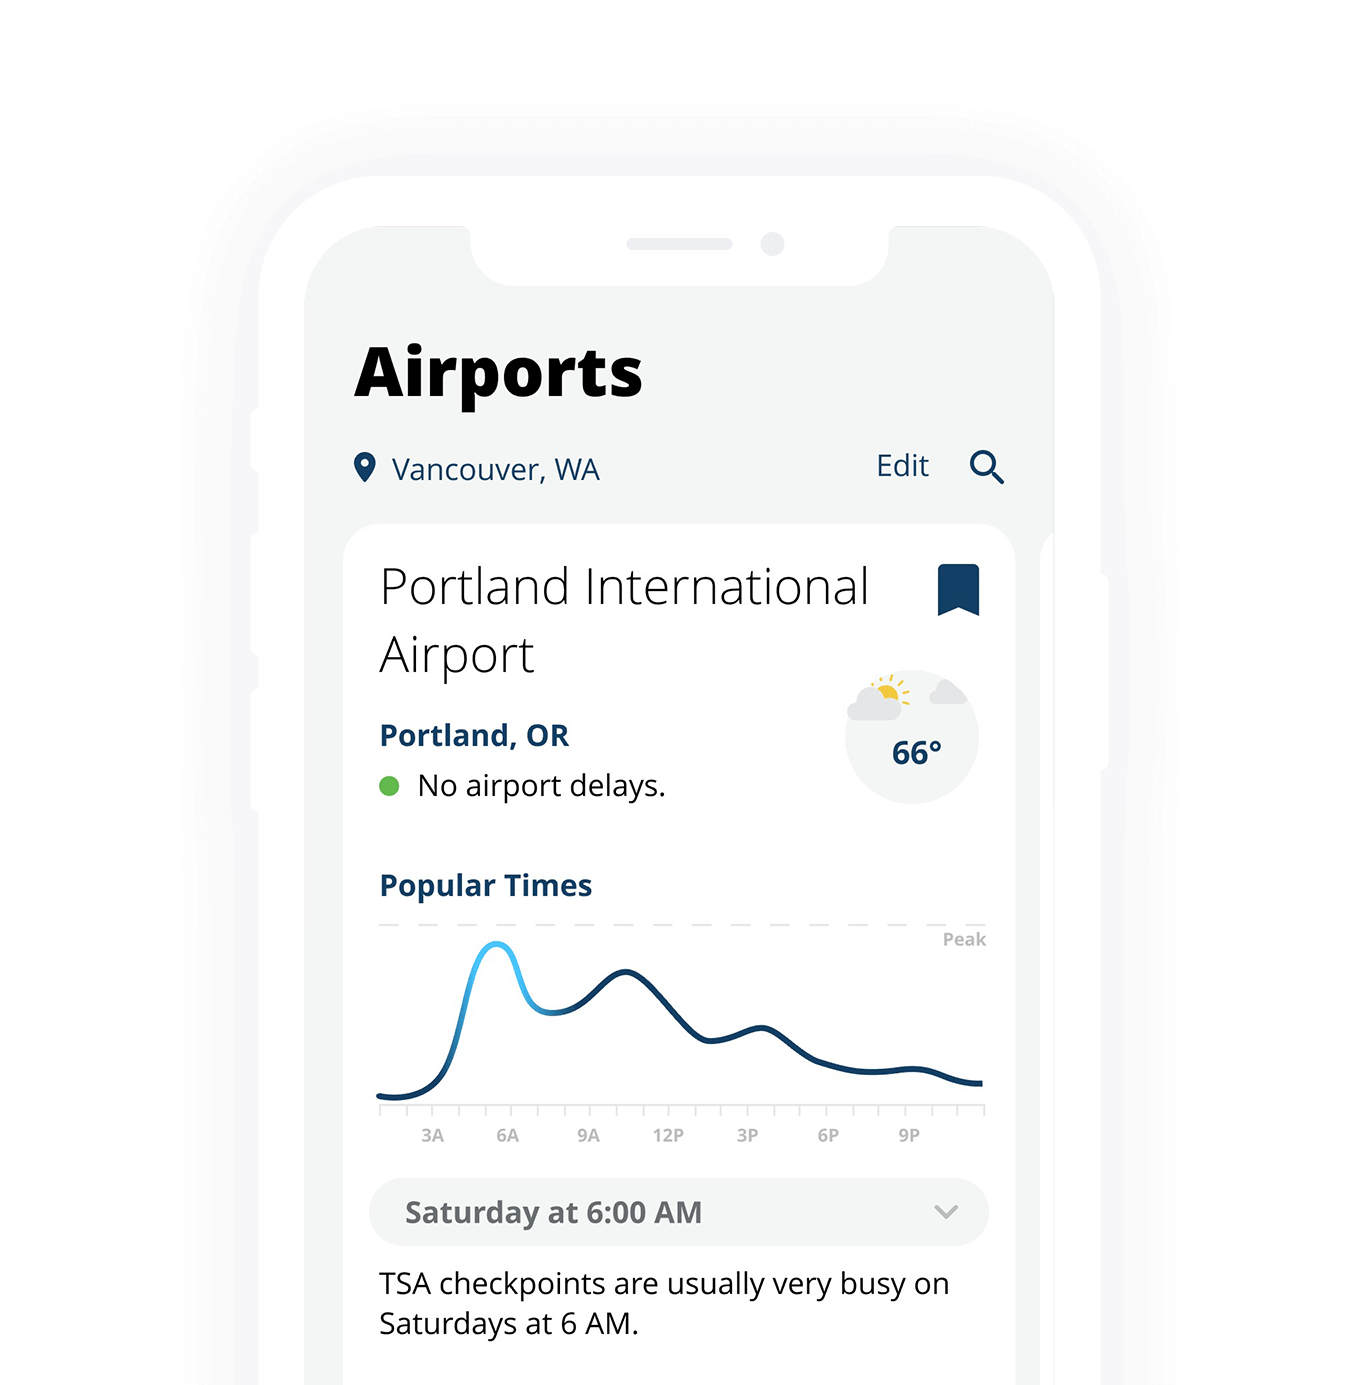 Airports
Vancouver, WA
Edit
Portland International
Airport
66°
Portland, OR
No airport delays.
Popular Times
Peak
3A 6A 9A 12P 3P 6P 9P
Saturday at 6:00 AM
TSA checkpoints are usually very busy on
Saturdays at 6 AM.